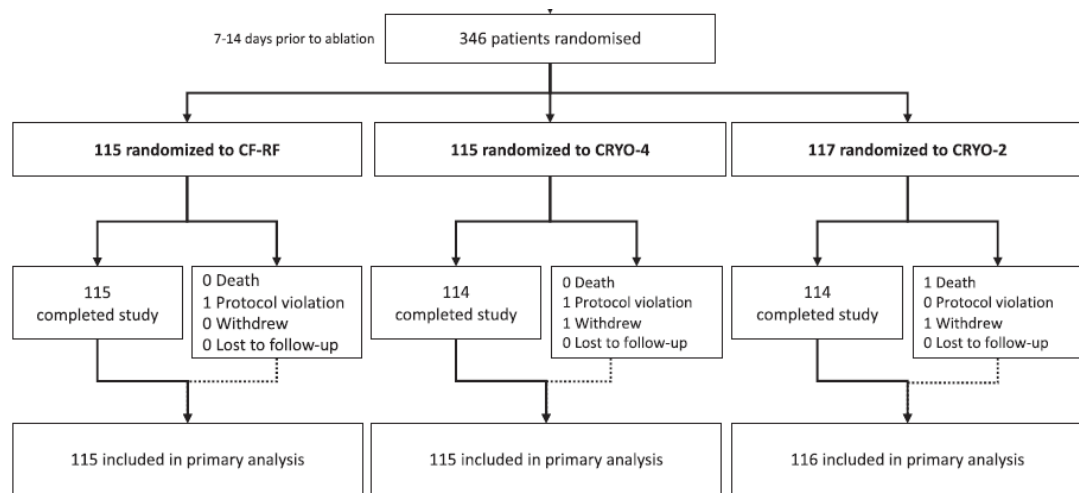 7-14 days prior to ablation
346 patients randomised
115 randomized to CF-RF
115 randomized to CRYO-4
117 randomized to CRYO-2
115
completed study
0 Death
1 Protocol violation
0 Withdrew
0 Lost to follow-up
114
completed study
0 Death
1 Protocol violation
1 Withdrew
0 Lost to follow-up
114
completed study
1 Death
0 Protocol violation
1 Withdrew
0 Lost to follow-up
115 included in primary analysis
115 included in primary analysis
116 included in primary analysis